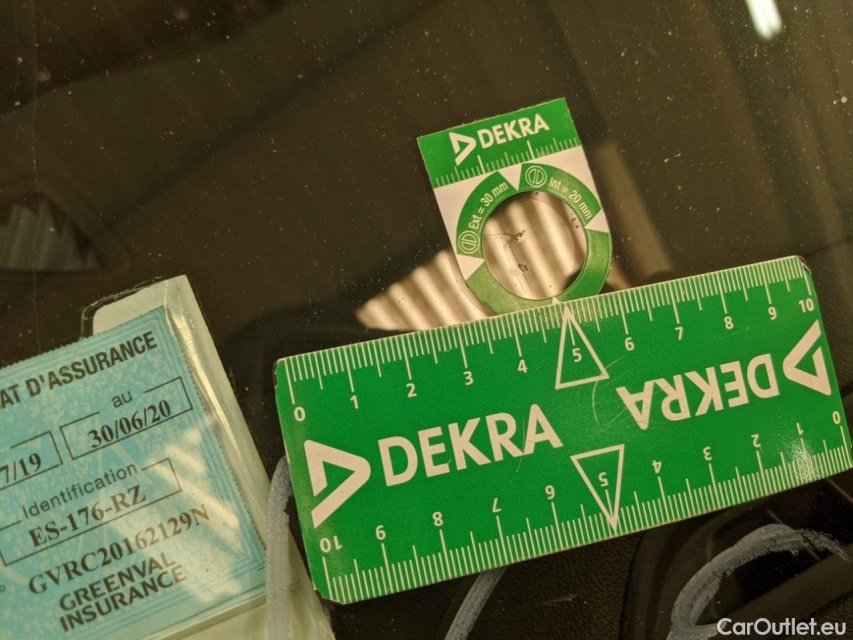 DEKRA
Ext = 30 mm Int = 20 mm
0 1 2 3 4 5 6 7 8 9 10
DEKRA
DEKRA
10 9 8 7 6 5 4 3 2 1 0
AT D'ASSURANCE
au
7/19 30/06/20
Identification
ES-176-RZ
GVRC20162129N
GREENVAL
INSURANCE
CarOutlet.eu